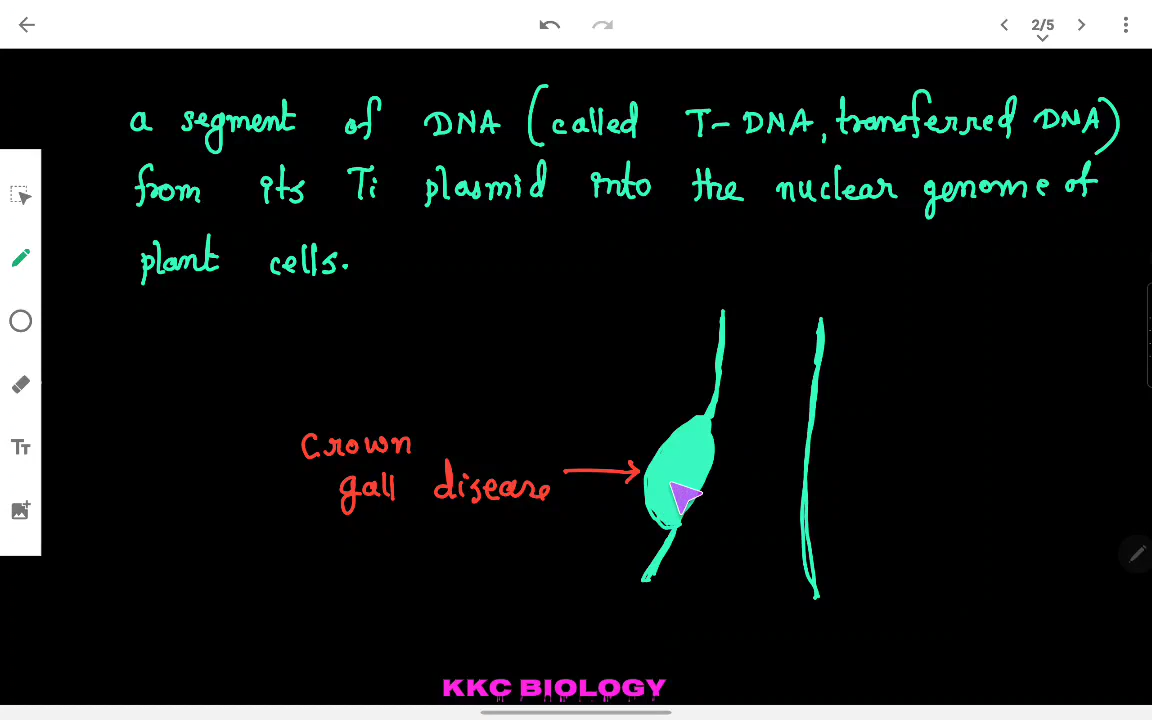 2/5
a segment of DNA (called T-DNA, transferred DNA)
from its Ti plasmid into the nuclear genome of
plant cells.
Crown
gall disease
TT
KKC BIOLOGY